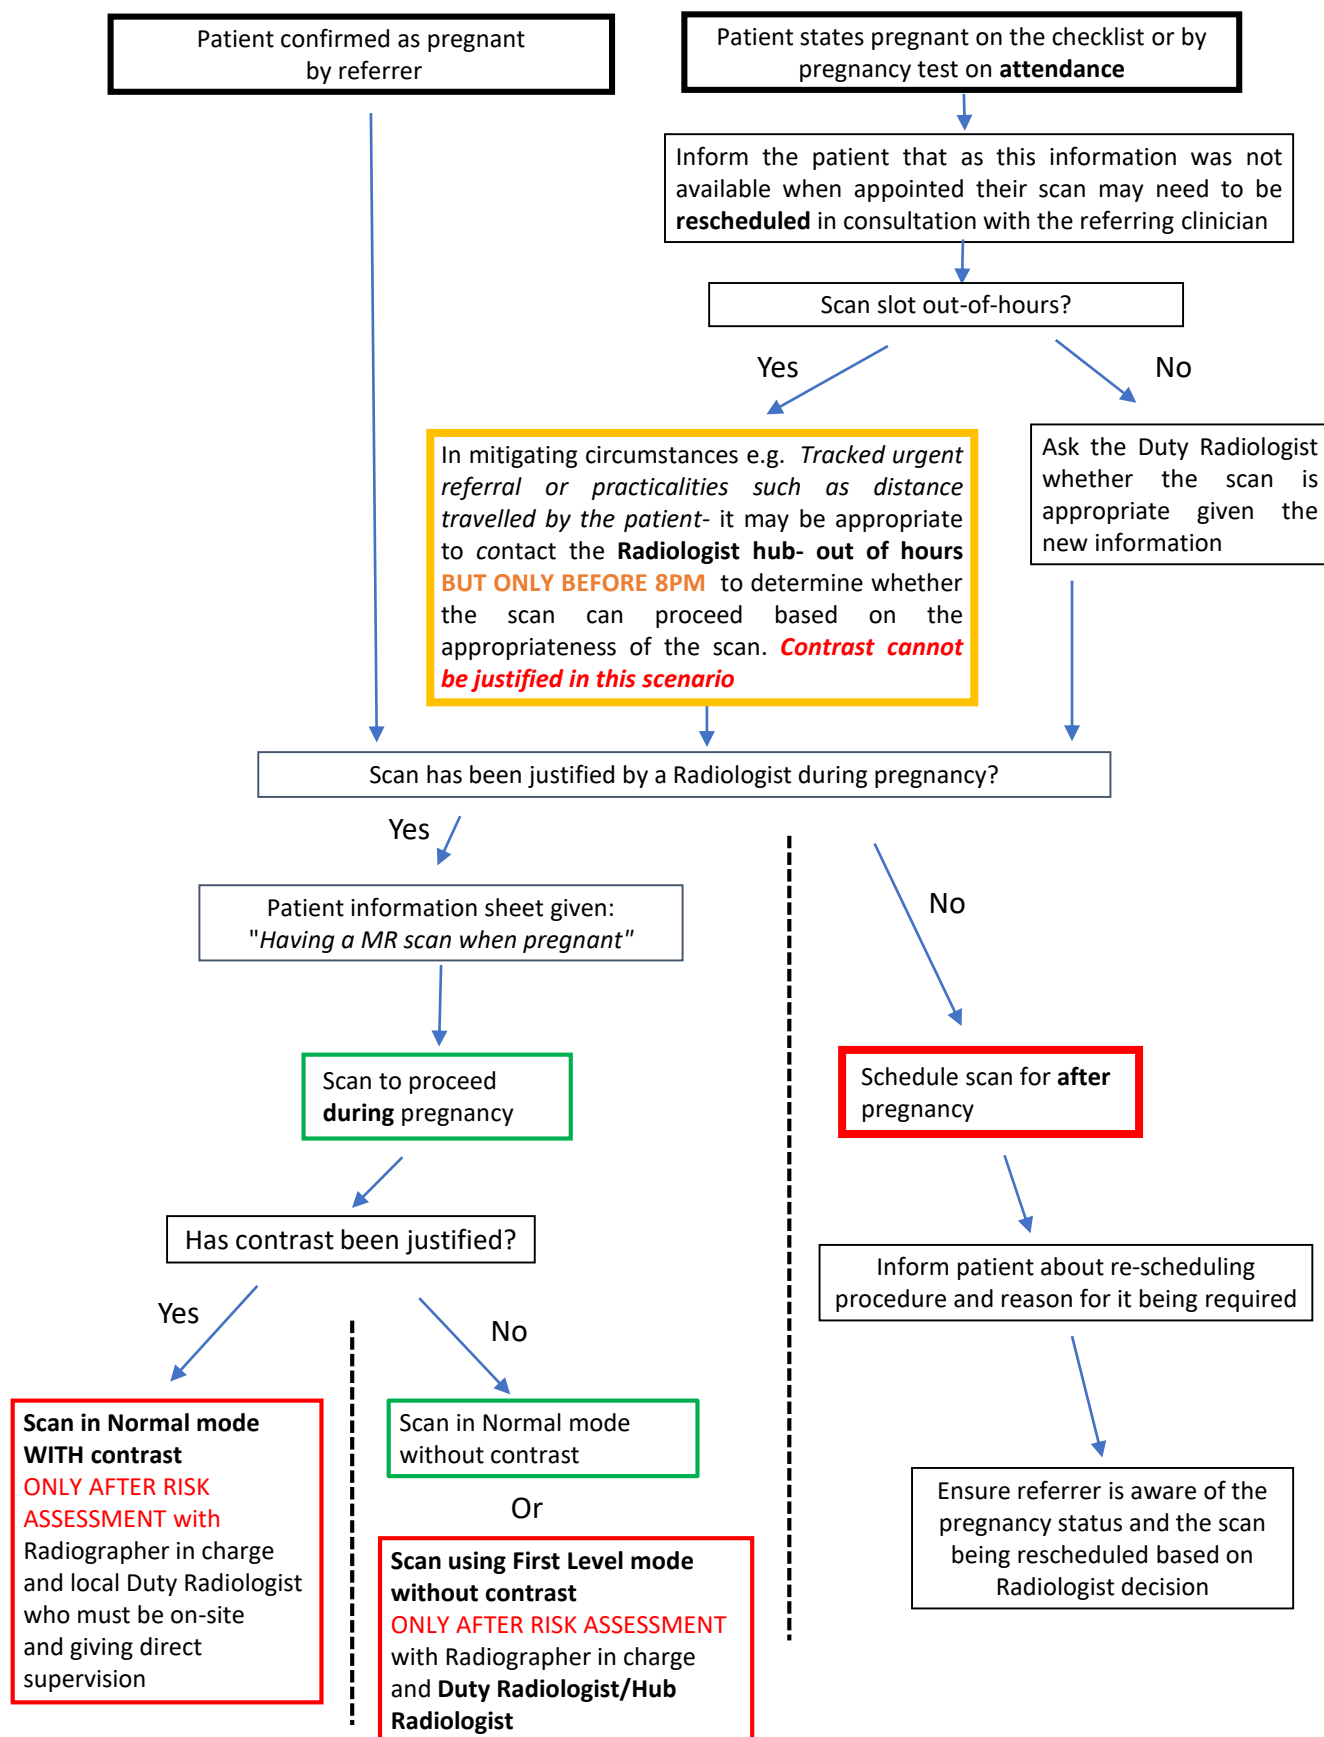 Patient confirmed as pregnant
by referrer
Patient states pregnant on the checklist or by
pregnancy test on attendance
Inform the patient that as this information was not
available when appointed their scan may need to be
rescheduled in consultation with the referring clinician
Scan slot out-of-hours?
Yes
No
In mitigating circumstances e.g. Tracked urgent
referral or practicalities such as distance
travelled by the patient- it may be appropriate
to contact the Radiologist hub- out of hours
BUT ONLY BEFORE 8PM to determine whether
the scan can proceed based on the
appropriateness of the scan. Contrast cannot
be justified in this scenario
Ask the Duty Radiologist
whether the scan is
appropriate given the
new information
Scan has been justified by a Radiologist during pregnancy?
Yes
No
Patient information sheet given:
"Having a MR scan when pregnant"
Scan to proceed
during pregnancy
Schedule scan for after
pregnancy
Has contrast been justified?
Inform patient about re-scheduling
procedure and reason for it being required
Yes
No
Scan in Normal mode
WITH contrast
ONLY AFTER RISK
ASSESSMENT with
Radiographer in charge
and local Duty Radiologist
who must be on-site
and giving direct
supervision
Scan in Normal mode
without contrast
Or
Scan using First Level mode
without contrast
ONLY AFTER RISK ASSESSMENT
with Radiographer in charge
and Duty Radiologist/Hub
Radiologist
Ensure referrer is aware of the
pregnancy status and the scan
being rescheduled based on
Radiologist decision